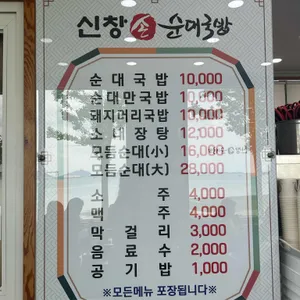 신창손순대국밥
순대국밥 10,000
순대만국밥 10,000
돼지머리국밥 10,000
소내장탕 12,000
모듬순대(小) 16,000
모듬순대(大) 28,000
소주 4,000
맥주 4,000
막걸리 3,000
음료수 2,000
공기밥 1,000
※모든메뉴 포장됩니다※